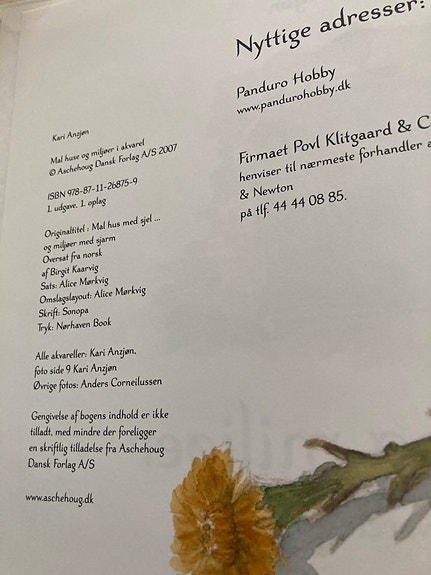 Kari Anzjøn
Mal huse og miljøer i akvarel
© Aschehoug Dansk Forlag A/S 2007
ISBN 978-87-11-26875-9
1. udgave, 1. oplag
Originaltitel : Mal hus med sjel ...
og miljøer med sjarm
Oversat fra norsk
af Birgit Kaarvig
Sats: Alice Mørkvig
Omslagslayout: Alice Mørkvig
Skrift: Sonopa
Tryk: Nørhaven Book
Alle akvareller: Kari Anzjøn,
foto side 9 Kari Anzjøn
Øvrige fotos: Anders Corneilussen
Gengivelse af bogens indhold er ikke
tilladt, med mindre der foreligger
en skriftlig tilladelse fra Aschehoug
Dansk Forlag A/S
www.aschehoug.dk
Nyttige adresser:
Panduro Hobby
www.pandurohobby.dk
Firmaet Povl Klitgaard & C
henviser til nærmeste forhandler
& Newton
på tlf. 44 44 08 85.